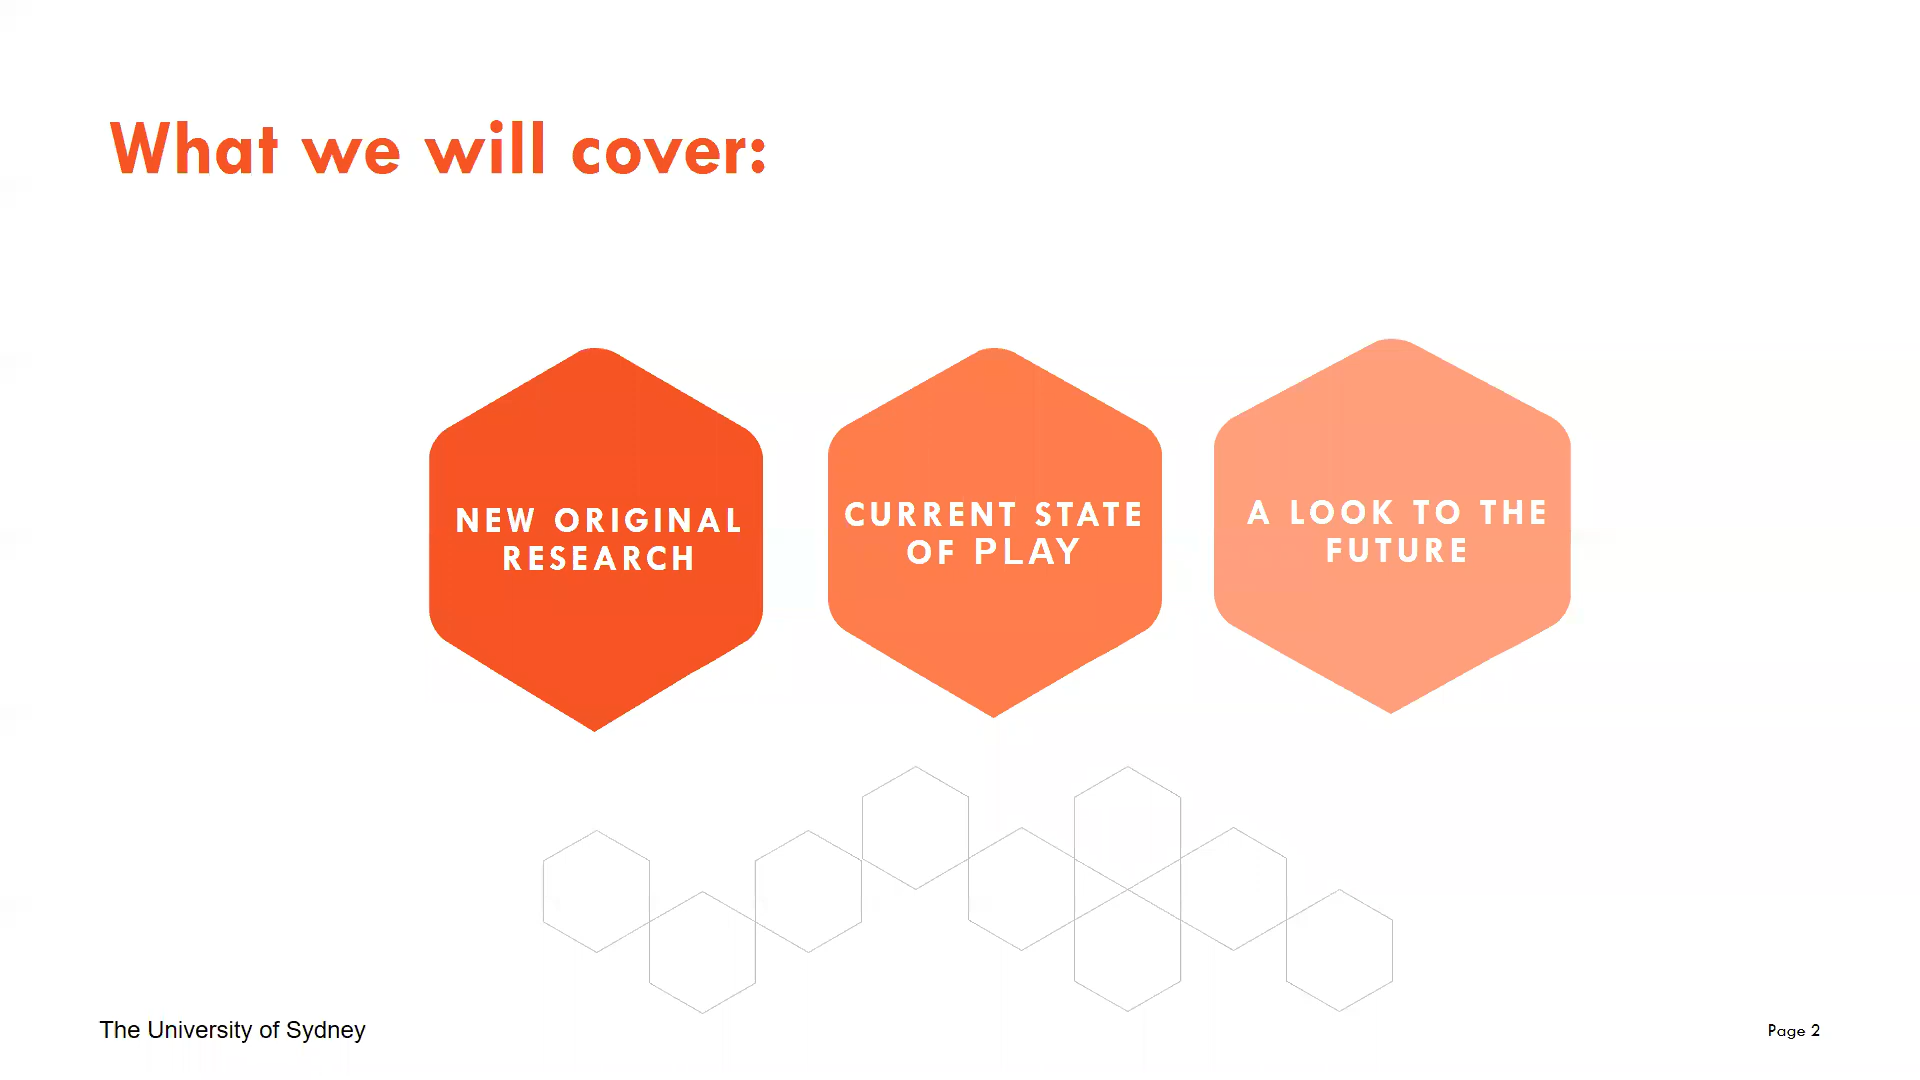 What we will cover:
NEW ORIGINAL
RESEARCH
CURRENT STATE
OF PLAY
A LOOK TO THE
FUTURE
The University of Sydney
Page 2